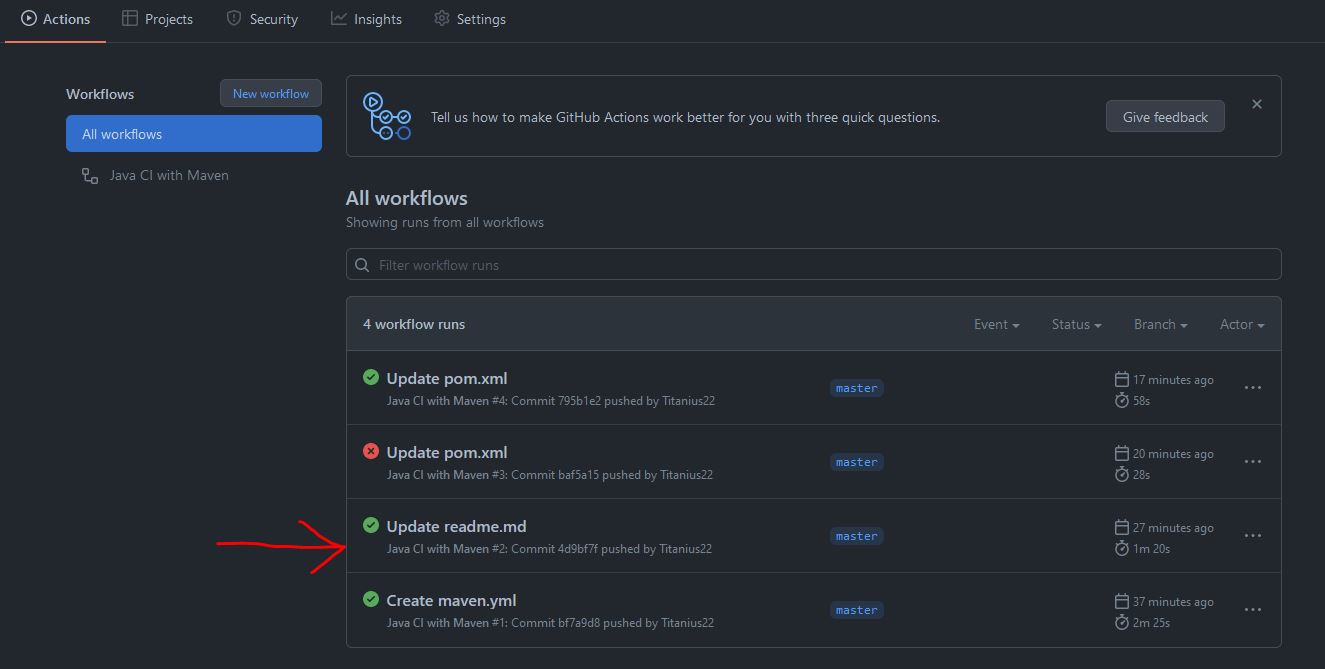 Actions Projects Security Insights Settings
Workflows New workflow
All workflows
Java CI with Maven
Tell us how to make GitHub Actions work better for you with three quick questions. Give feedback
All workflows
Showing runs from all workflows
Filter workflow runs
4 workflow runs Event Status Branch Actor
Update pom.xml
Java CI with Maven #4: Commit 795b1e2 pushed by Titanius22
master
17 minutes ago
58s
Update pom.xml
Java CI with Maven #3: Commit baf5a15 pushed by Titanius22
master
20 minutes ago
28s
Update readme.md
Java CI with Maven #2: Commit 4d9bf7f pushed by Titanius22
master
27 minutes ago
1m 20s
Create maven.yml
Java CI with Maven #1: Commit bf7a9d8 pushed by Titanius22
master
37 minutes ago
2m 25s